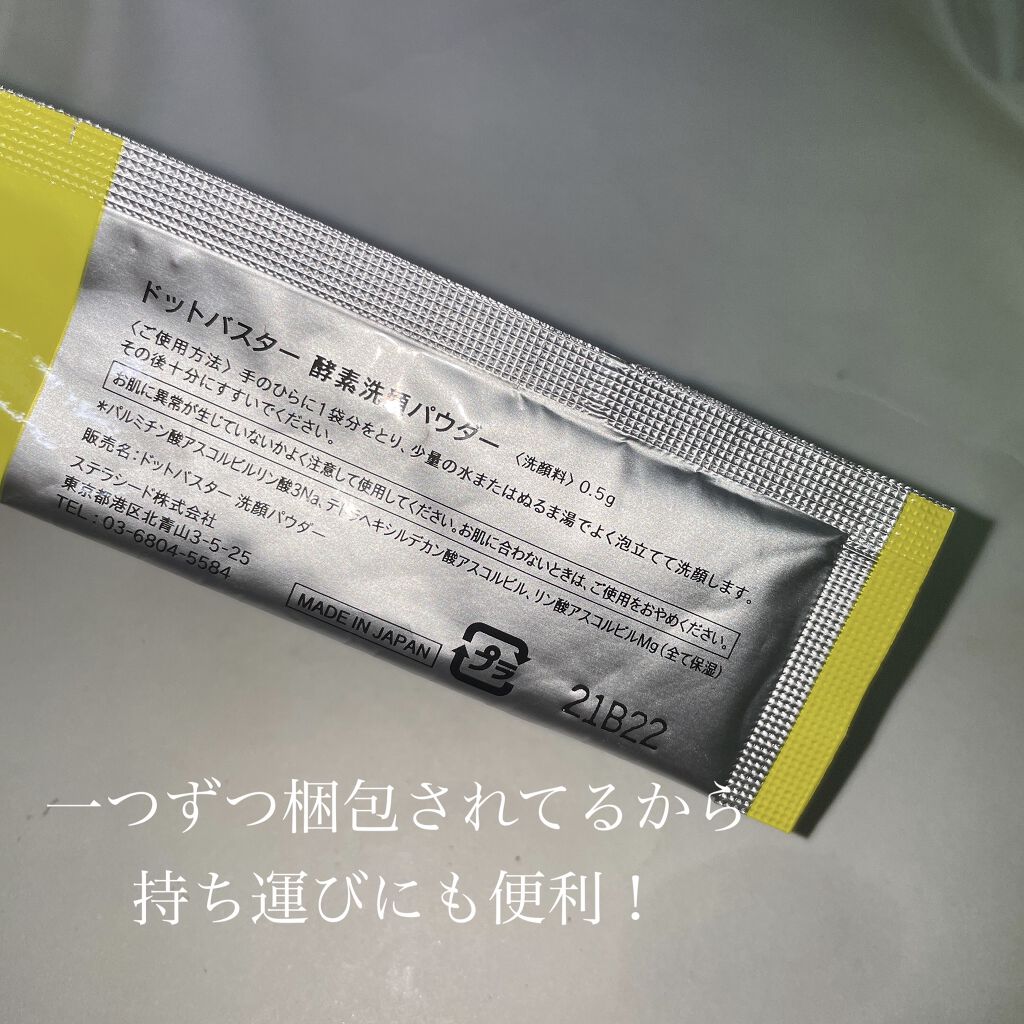 ドットバスター 酵素洗顔パウダー 〈洗顔料〉 0.5g
〈ご使用方法〉手のひらに1袋分をとり、少量の水またはぬるま湯でよく泡立てて洗顔します。
その後十分にすすいでください。
お肌に異常が生じていないかよく注意して使用してください。お肌に合わないときは、ご使用をおやめください。
*パルミチン酸アスコルビルリン酸3Na、テトラヘキシルデカン酸アスコルビル、リン酸アスコルビルMg(全て保湿)
販売名:ドットバスター 洗顔パウダー
ステラシード株式会社
東京都港区北青山3-5-25
TEL:03-6804-5584
MADE IN JAPAN
プラ
21B22
一つずつ梱包されてるから
持ち運びにも便利！